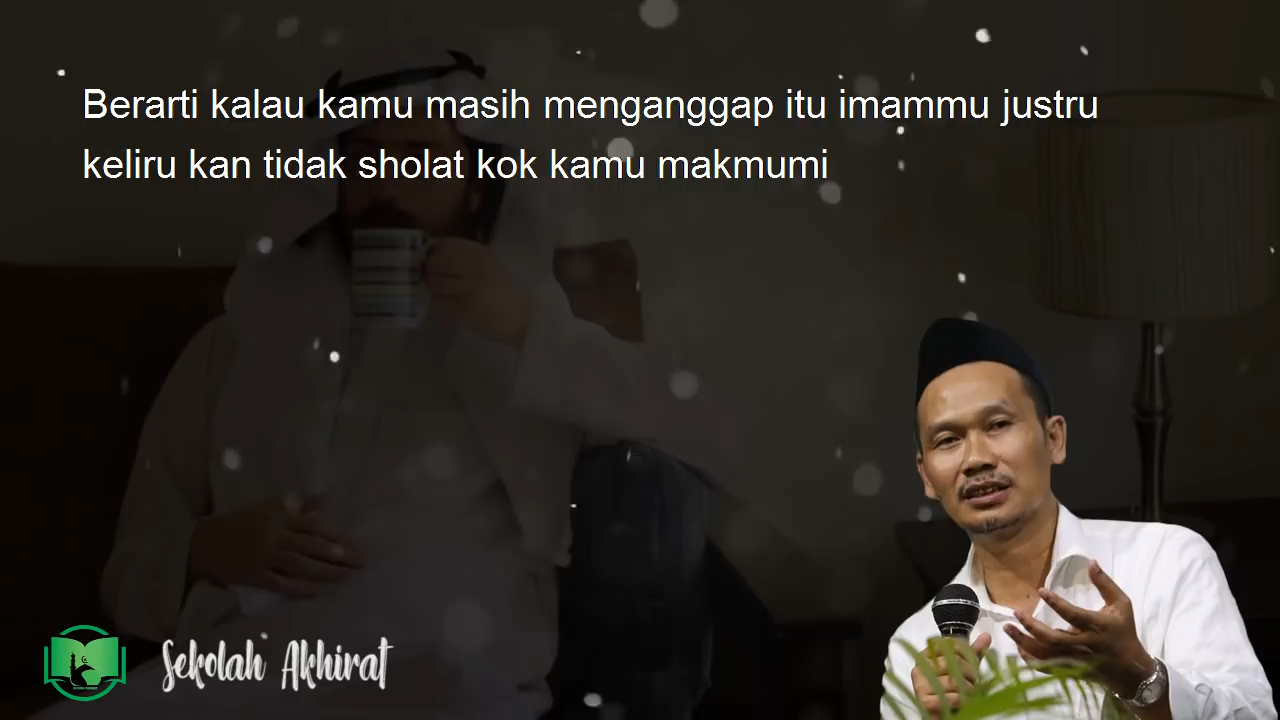 Berarti kalau kamu masih menganggap itu imammu justru
keliru kan tidak sholat kok kamu makmumi
Sekolah Akhirat